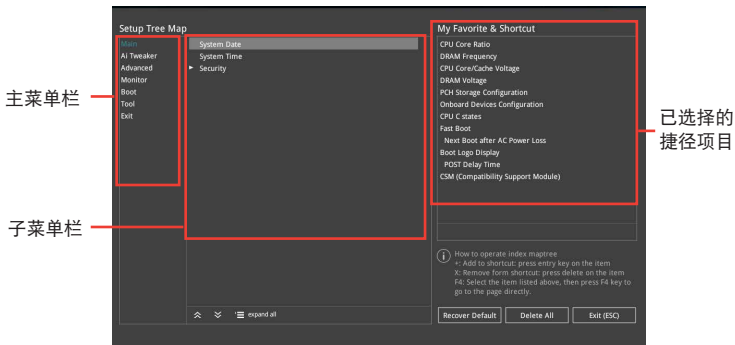 Setup Tree Map
Main
Ai Tweaker
Advanced
Monitor
Boot
Tool
Exit
System Date
System Time
Security
expand all
My Favorite & Shortcut
CPU Core Ratio
DRAM Frequency
CPU Core/Cache Voltage
DRAM Voltage
PCH Storage Configuration
Onboard Devices Configuration
CPU C states
Fast Boot
Next Boot after AC Power Loss
Boot Logo Display
POST Delay Time
CSM (Compatibility Support Module)
How to operate index maptree
+: Add to shortcut: press entry key on the item
X: Remove form shortcut: press delete on the item
F4: Select the item listed above, then press F4 key to
go to the page directly.
Recover Default
Delete All
Exit (ESC)
主菜单栏
子菜单栏
已选择的
捷径项目